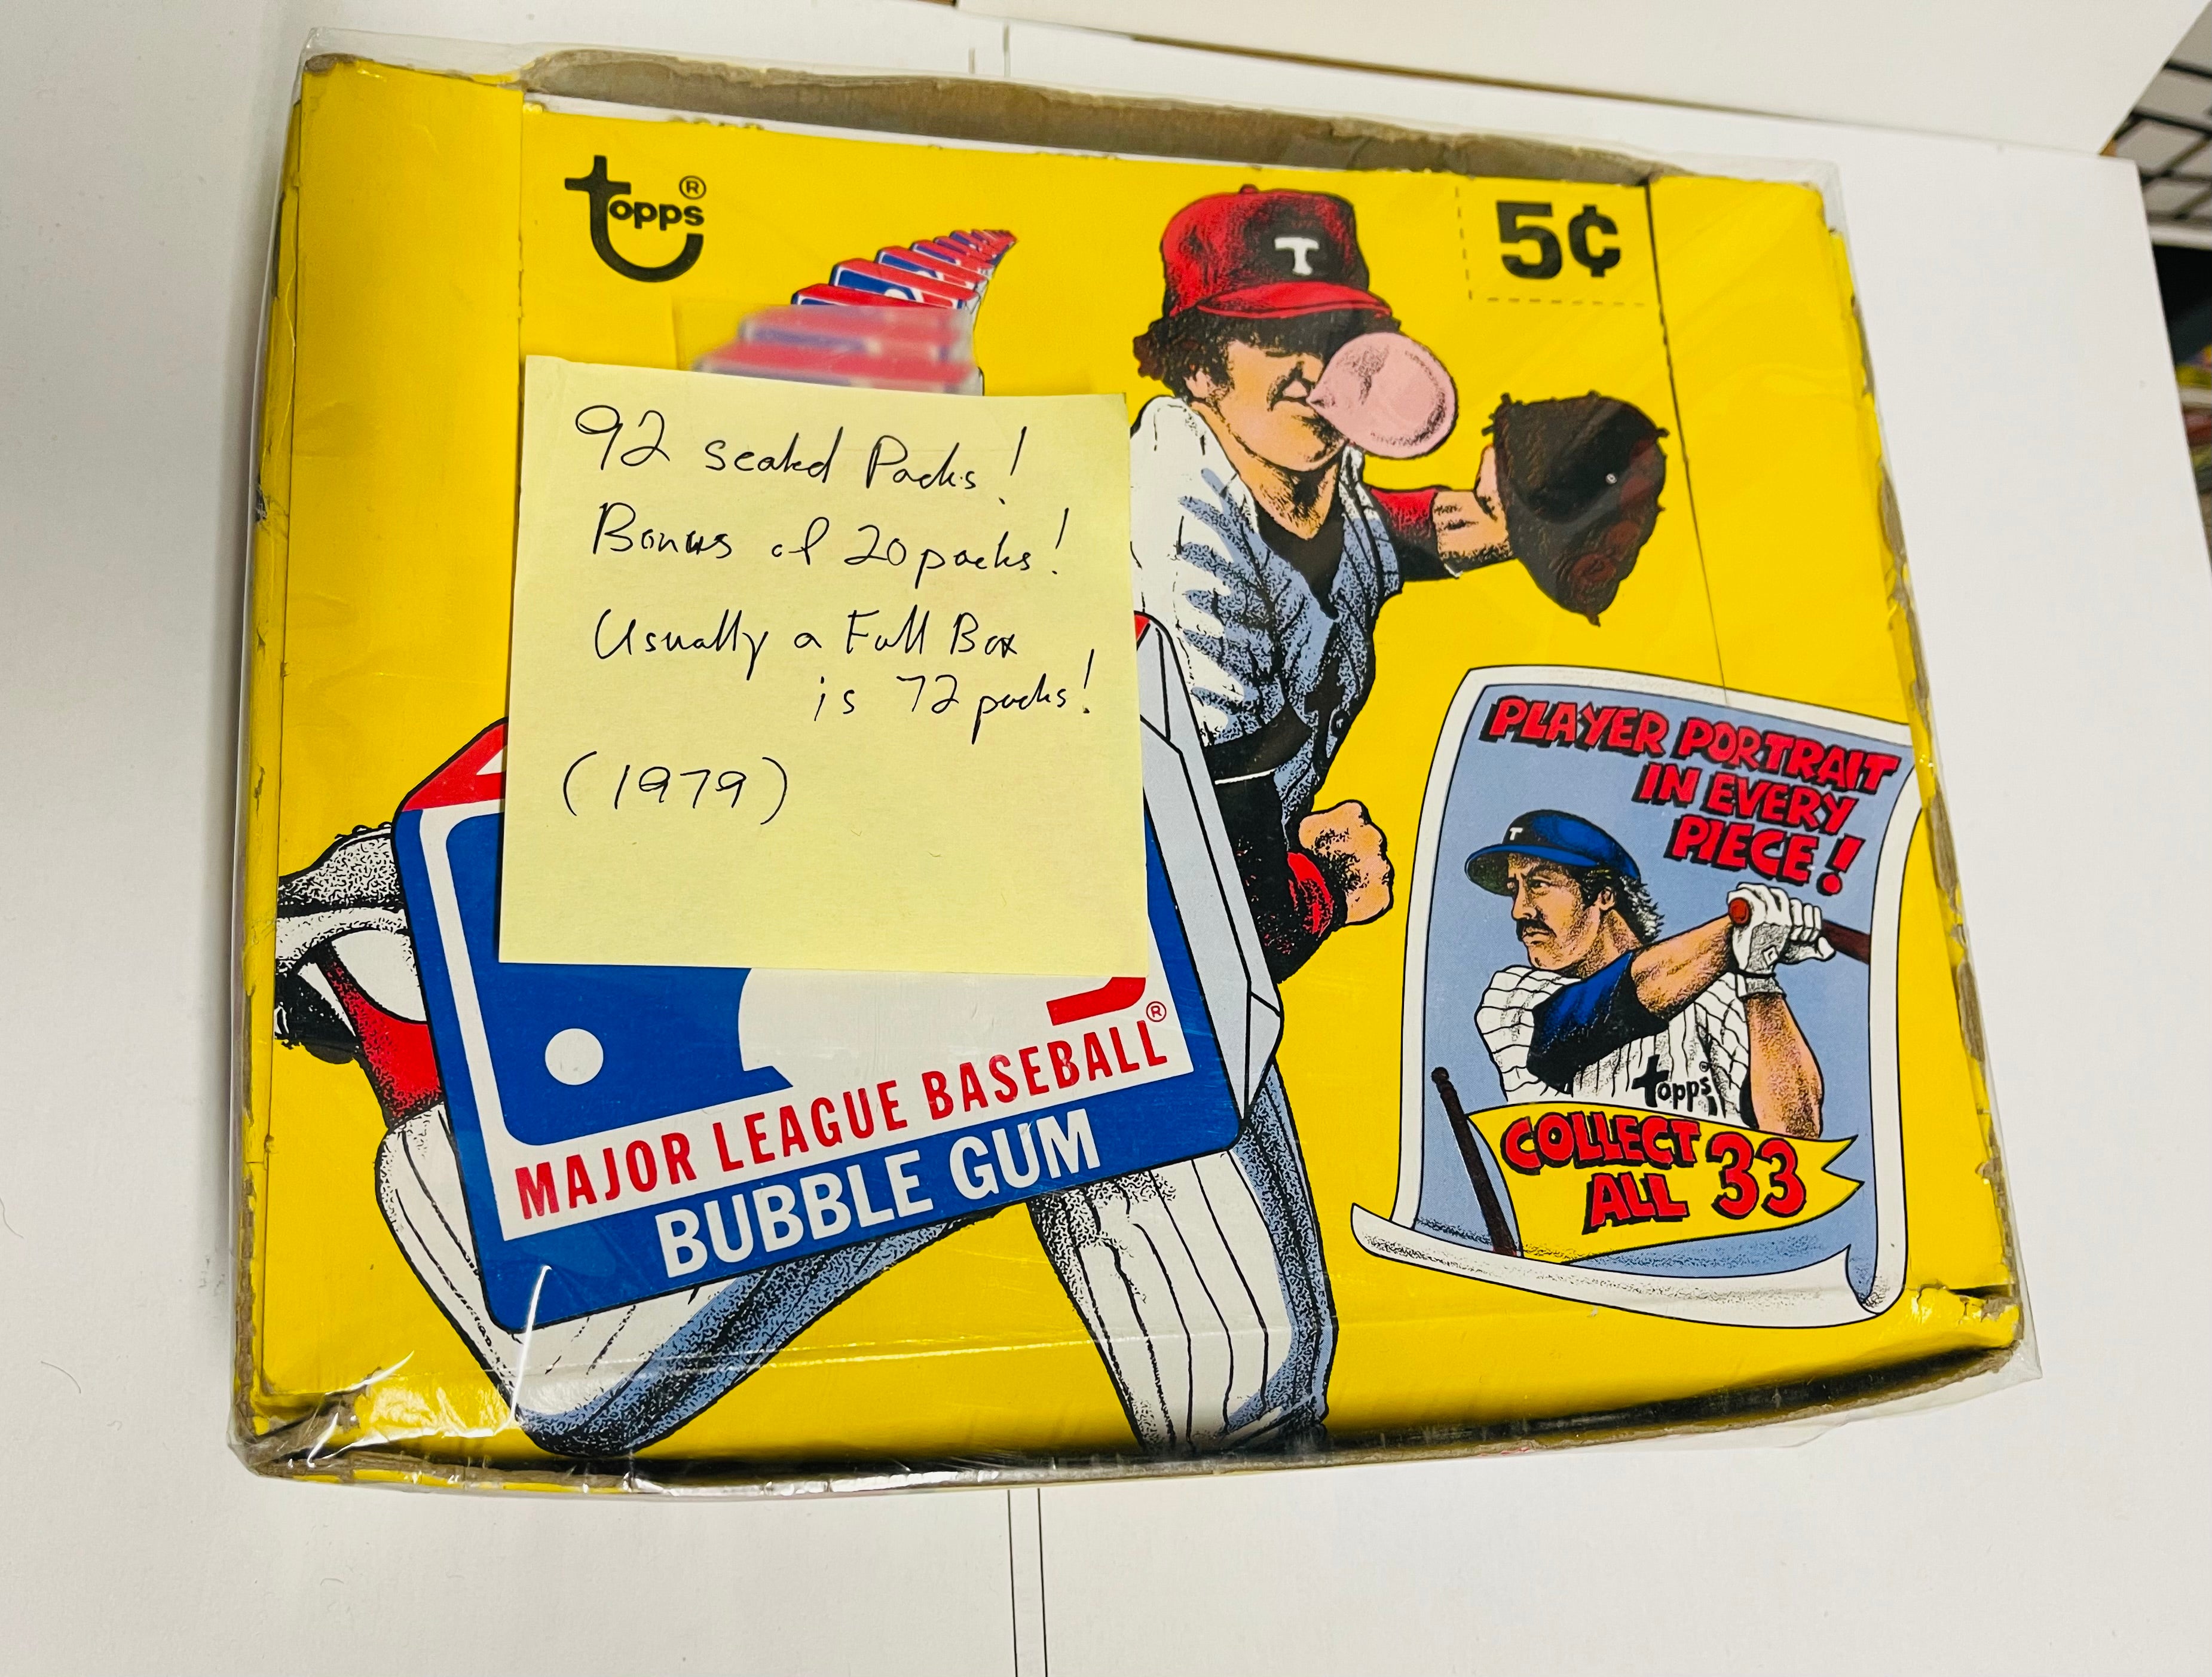 topps®
5¢
T
92 sealed Packs!
Bonus of 20 packs!
Usually a Full Box
is 72 packs!
(1979)
PLAYER PORTRAIT
IN EVERY
PIECE!
T
topps®
COLLECT
ALL 33
®
MAJOR LEAGUE BASEBALL
BUBBLE GUM